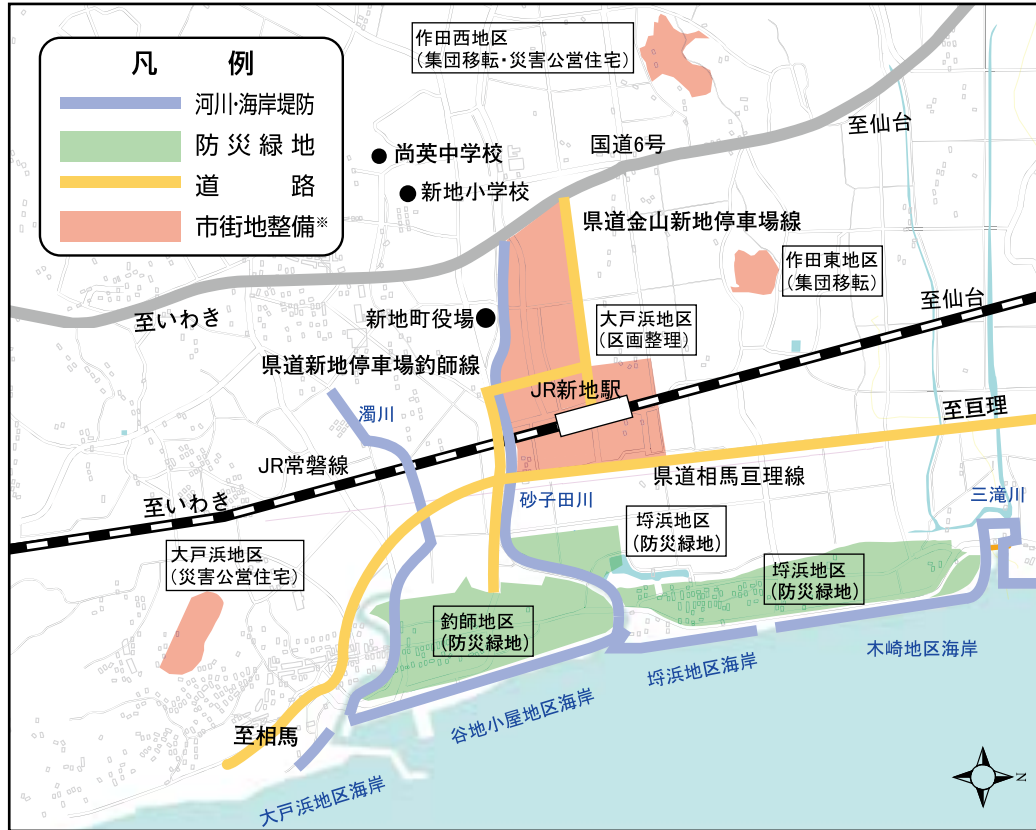 凡 例
河川・海岸堤防
防災緑地
道 路
市街地整備※
作田西地区
(集団移転・災害公営住宅)
至仙台
国道6号
尚英中学校
新地小学校
県道金山新地停車場線
作田東地区
(集団移転)
至仙台
至いわき
新地町役場
大戸浜地区
(区画整理)
県道新地停車場釣師線
JR新地駅
濁川
至亘理
JR常磐線
県道相馬亘理線
至いわき
砂子田川
三滝川
埒浜地区
(防災緑地)
大戸浜地区
(災害公営住宅)
埒浜地区
(防災緑地)
釣師地区
(防災緑地)
木崎地区海岸
埒浜地区海岸
谷地小屋地区海岸
至相馬
大戸浜地区海岸
N